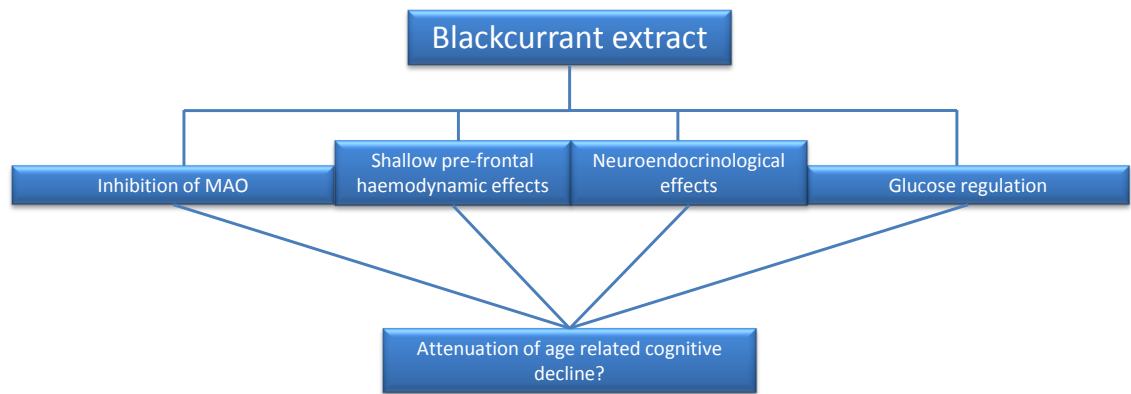 Blackcurrant extract
Inhibition of MAO
Shallow pre-frontal
haemodynamic effects
Neuroendocrinological
effects
Glucose regulation
Attenuation of age related cognitive
decline?